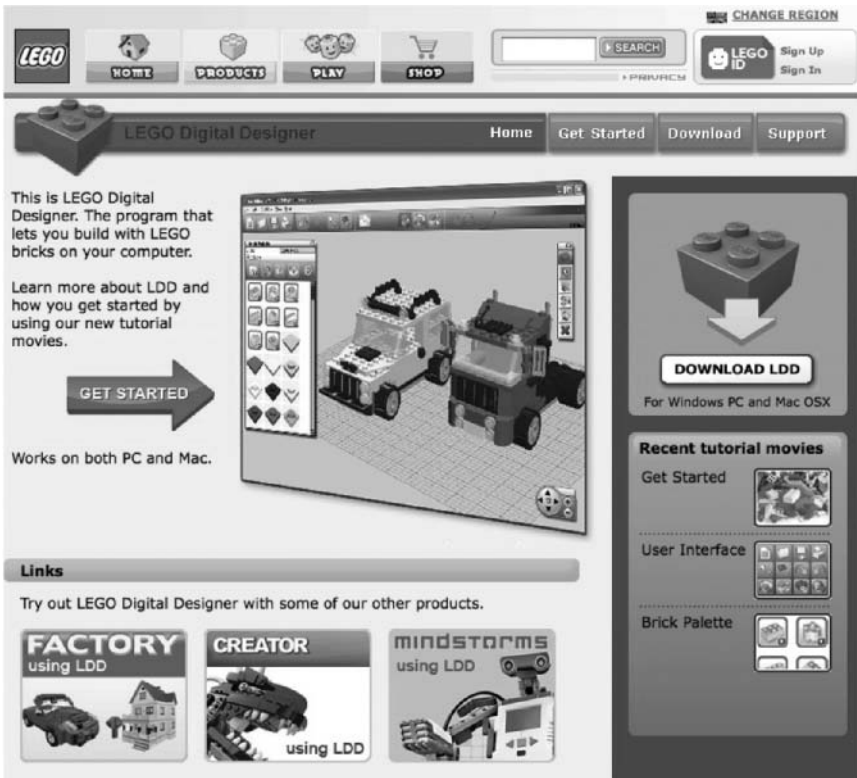 CHANGE REGION
LEGO
HOME
PRODUCTS
PLAY
SHOP
SEARCH
PRIVACY
LEGO ID
Sign Up
Sign In
LEGO Digital Designer
Home
Get Started
Download
Support
This is LEGO Digital
Designer. The program that
lets you build with LEGO
bricks on your computer.
Learn more about LDD and
how you get started by
using our new tutorial
movies.
GET STARTED
Works on both PC and Mac.
DOWNLOAD LDD
For Windows PC and Mac OSX
Recent tutorial movies
Get Started
User Interface
Brick Palette
Links
Try out LEGO Digital Designer with some of our other products.
FACTORY
using LDD
CREATOR
using LDD
mindstorms
using LDD